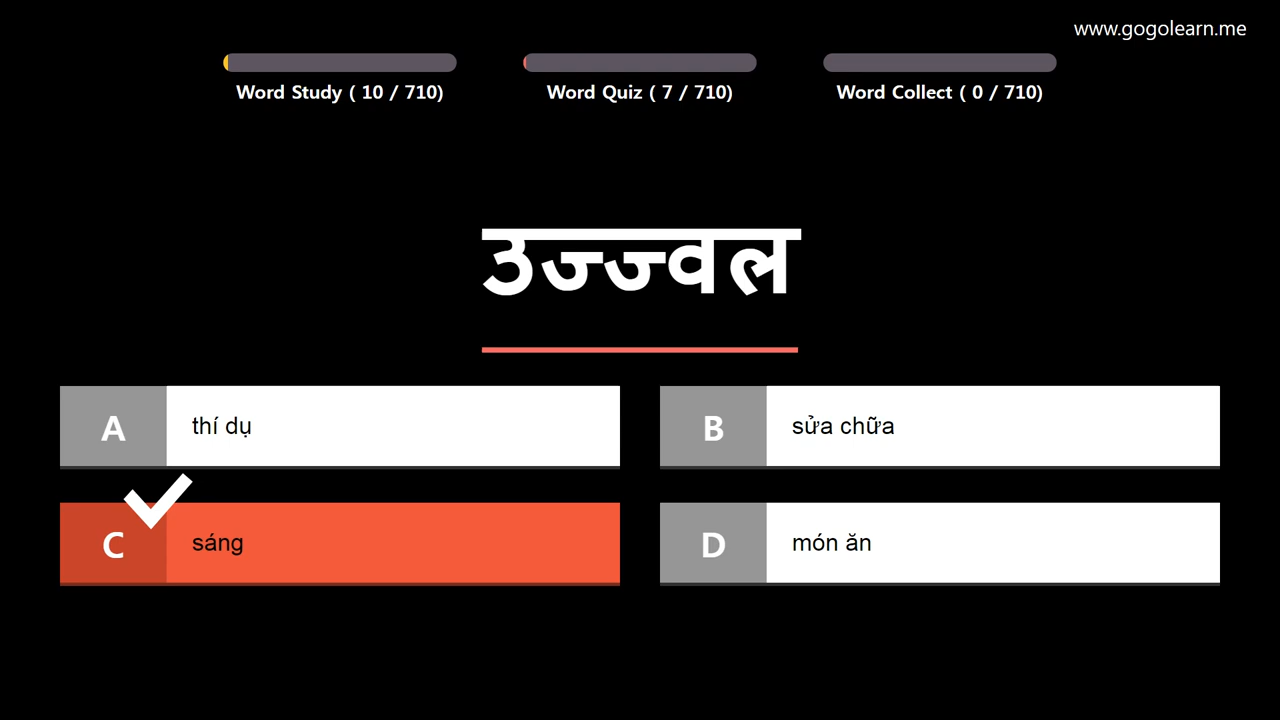 www.gogolearn.me
Word Study ( 10 / 710)
Word Quiz ( 7 / 710)
Word Collect ( 0 / 710)
उज्ज्वल
A thí dụ
B sửa chữa
C sáng
D món ăn